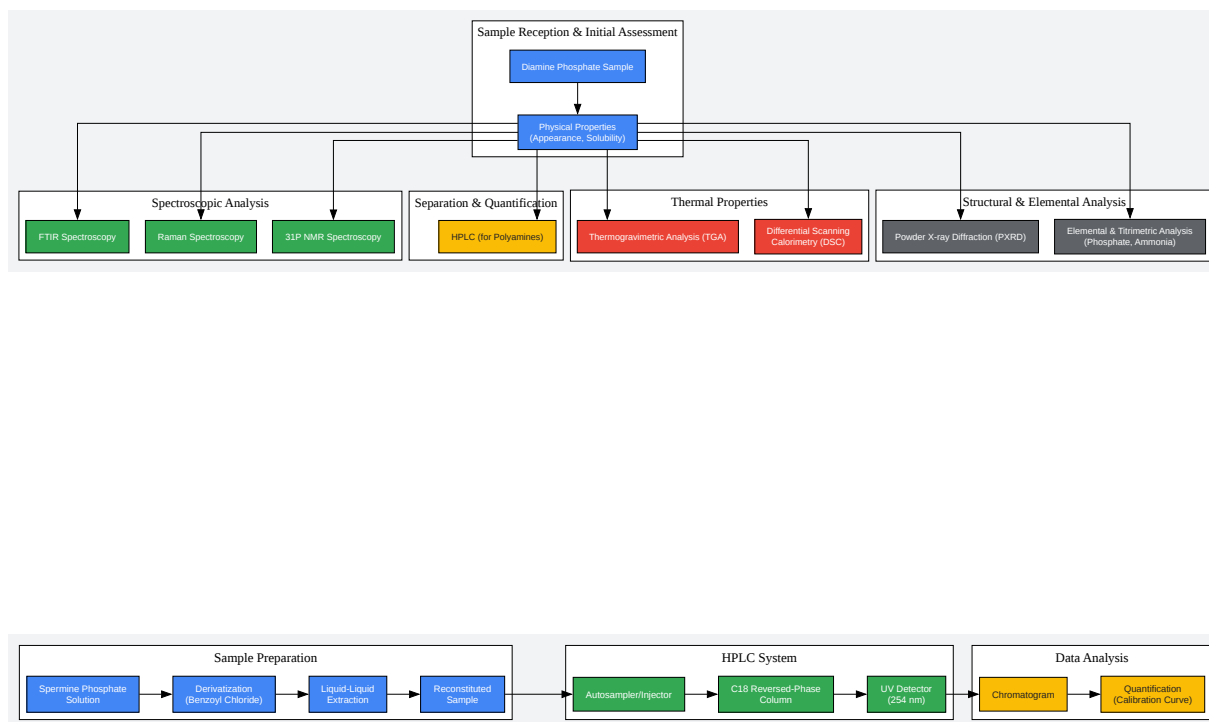 Sample Reception & Initial Assessment
Diamine Phosphate Sample
Physical Properties
(Appearance, Solubility)
Spectroscopic Analysis
FTIR Spectroscopy
Raman Spectroscopy
31P NMR Spectroscopy
Separation & Quantification
HPLC (for Polyamines)
Thermal Properties
Thermogravimetric Analysis (TGA)
Differential Scanning
Calorimetry (DSC)
Structural & Elemental Analysis
Powder X-ray Diffraction (PXRD)
Elemental & Titrimetric Analysis
(Phosphate, Ammonia)
Sample Preparation
Spermine Phosphate
Solution
Derivatization
(Benzoyl Chloride)
Liquid-Liquid
Extraction
Reconstituted
Sample
HPLC System
Autosampler/Injector
C18 Reversed-Phase
Column
UV Detector
(254 nm)
Data Analysis
Chromatogram
Quantification
(Calibration Curve)